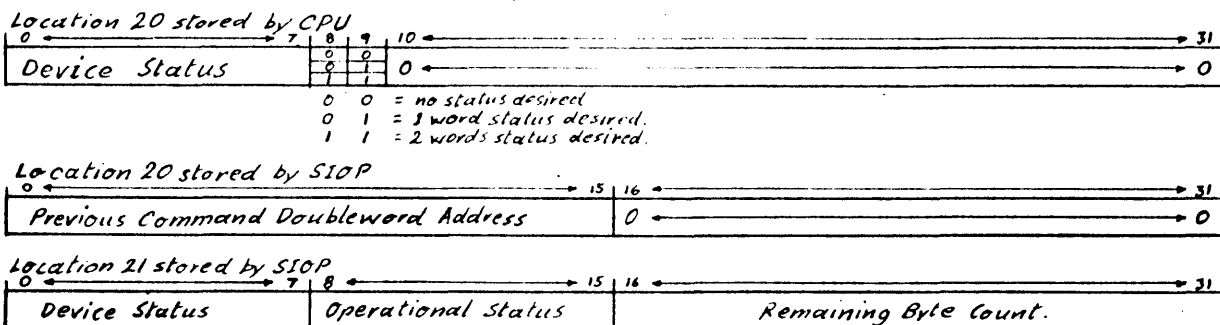 Location 20 stored by CPU
0 7 8 9 10 31
Device Status 0 0 0 0
0 1
1 1
0 0 = no status desired
0 1 = 1 word status desired.
1 1 = 2 words status desired.
Location 20 stored by SIOP
0 15 16 31
Previous Command Doubleword Address 0 0
Location 21 stored by SIOP
0 7 8 15 16 31
Device Status Operational Status Remaining Byte Count.